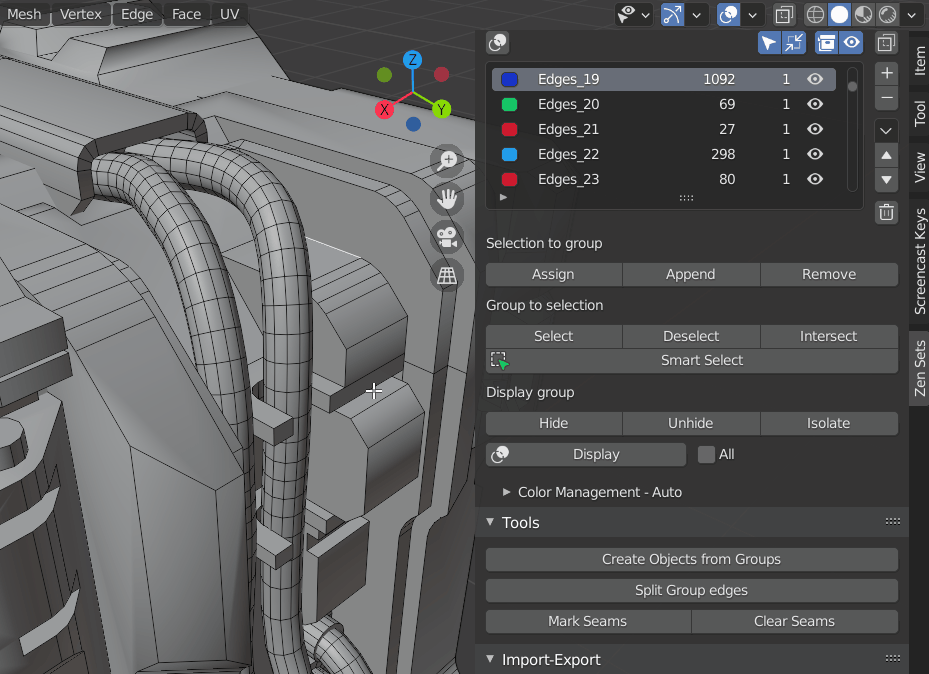 Mesh Vertex Edge Face UV
Z
X
Y
Edges_19 1092 1
Edges_20 69 1
Edges_21 27 1
Edges_22 298 1
Edges_23 80 1
Selection to group
Assign Append Remove
Group to selection
Select Deselect Intersect
Smart Select
Display group
Hide Unhide Isolate
Display All
Color Management - Auto
Tools
Create Objects from Groups
Split Group edges
Mark Seams Clear Seams
Import-Export
Item
Tool
View
Screencast Keys
Zen Sets